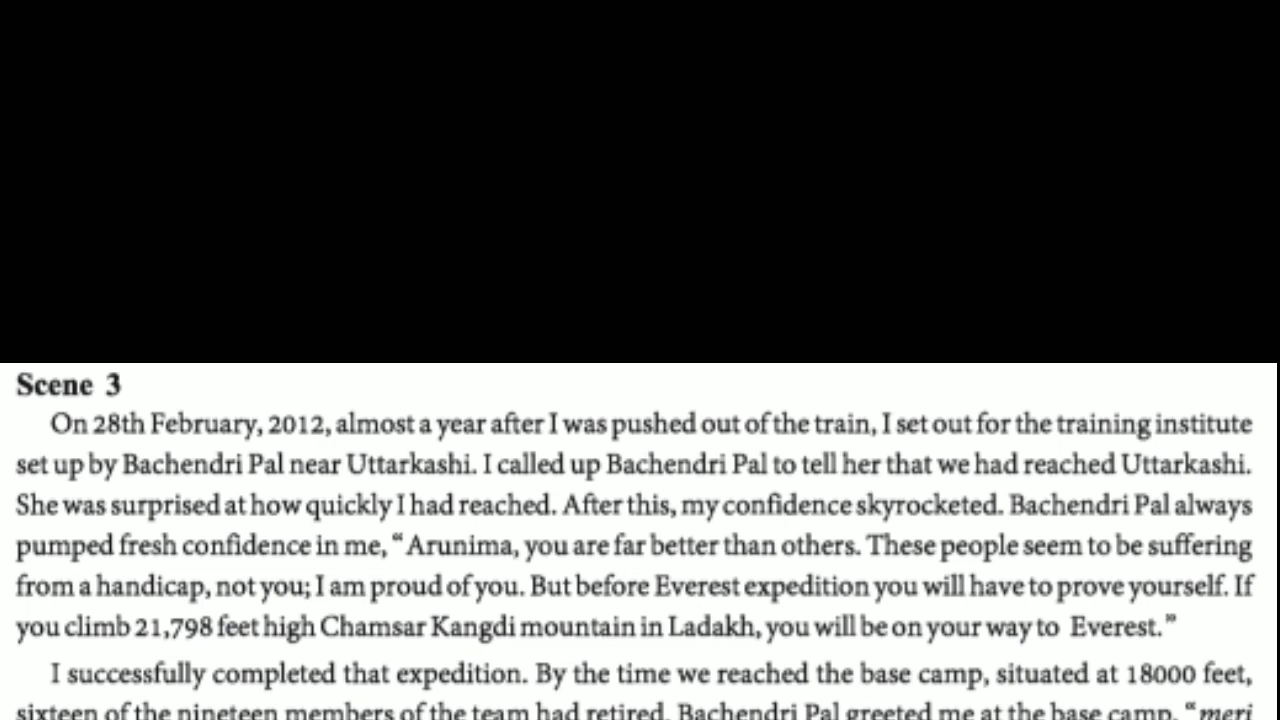 Scene 3
On 28th February, 2012, almost a year after I was pushed out of the train, I set out for the training institute
set up by Bachendri Pal near Uttarkashi. I called up Bachendri Pal to tell her that we had reached Uttarkashi.
She was surprised at how quickly I had reached. After this, my confidence skyrocketed. Bachendri Pal always
pumped fresh confidence in me, “Arunima, you are far better than others. These people seem to be suffering
from a handicap, not you; I am proud of you. But before Everest expedition you will have to prove yourself. If
you climb 21,798 feet high Chamsar Kangdi mountain in Ladakh, you will be on your way to Everest.”
I successfully completed that expedition. By the time we reached the base camp, situated at 18000 feet,
sixteen of the nineteen members of the team had retired. Bachendri Pal greeted me at the base camp. “meri